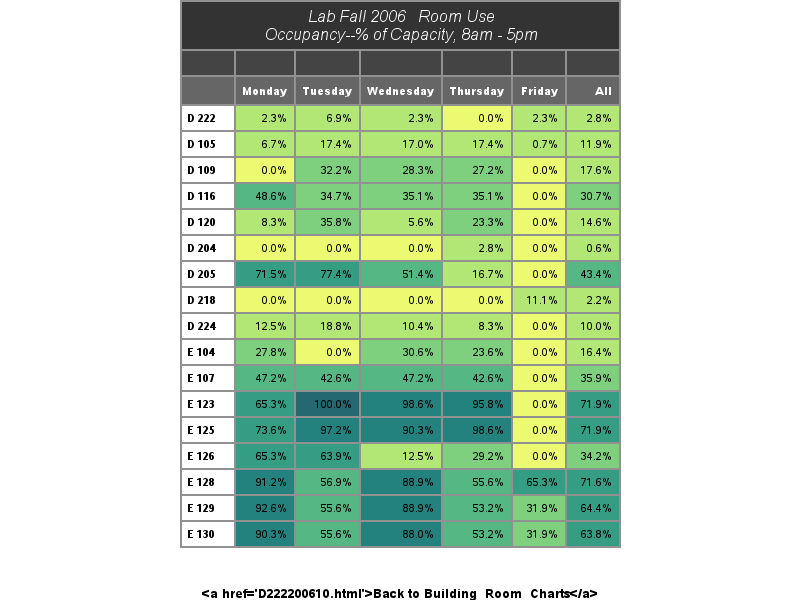 Lab Fall 2006 Room Use
Occupancy--% of Capacity, 8am - 5pm
Monday Tuesday Wednesday Thursday Friday All
D 222 2.3% 6.9% 2.3% 0.0% 2.3% 2.8%
D 105 6.7% 17.4% 17.0% 17.4% 0.7% 11.9%
D 109 0.0% 32.2% 28.3% 27.2% 0.0% 17.6%
D 116 48.6% 34.7% 35.1% 35.1% 0.0% 30.7%
D 120 8.3% 35.8% 5.6% 23.3% 0.0% 14.6%
D 204 0.0% 0.0% 0.0% 2.8% 0.0% 0.6%
D 205 71.5% 77.4% 51.4% 16.7% 0.0% 43.4%
D 218 0.0% 0.0% 0.0% 0.0% 11.1% 2.2%
D 224 12.5% 18.8% 10.4% 8.3% 0.0% 10.0%
E 104 27.8% 0.0% 30.6% 23.6% 0.0% 16.4%
E 107 47.2% 42.6% 47.2% 42.6% 0.0% 35.9%
E 123 65.3% 100.0% 98.6% 95.8% 0.0% 71.9%
E 125 73.6% 97.2% 90.3% 98.6% 0.0% 71.9%
E 126 65.3% 63.9% 12.5% 29.2% 0.0% 34.2%
E 128 91.2% 56.9% 88.9% 55.6% 65.3% 71.6%
E 129 92.6% 55.6% 88.9% 53.2% 31.9% 64.4%
E 130 90.3% 55.6% 88.0% 53.2% 31.9% 63.8%
<a href='D222200610.html'>Back to Building Room Charts</a>